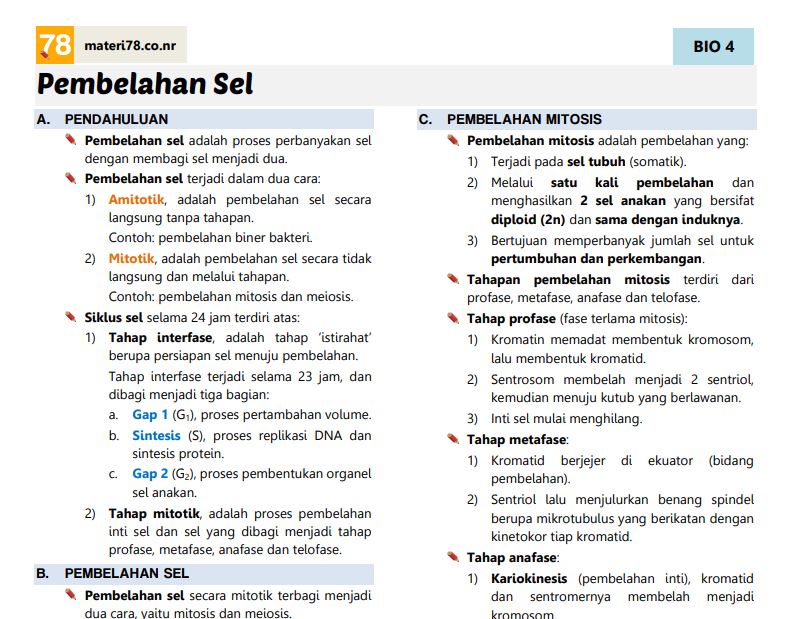 78 materi78.co.nr
BIO 4
Pembelahan Sel
A. PENDAHULUAN
Pembelahan sel adalah proses perbanyakan sel
dengan membagi sel menjadi dua.
Pembelahan sel terjadi dalam dua cara:
1) Amitotik, adalah pembelahan sel secara
langsung tanpa tahapan.
Contoh: pembelahan biner bakteri.
2) Mitotik, adalah pembelahan sel secara tidak
langsung dan melalui tahapan.
Contoh: pembelahan mitosis dan meiosis.
Siklus sel selama 24 jam terdiri atas:
1) Tahap interfase, adalah tahap ‘istirahat’
berupa persiapan sel menuju pembelahan.
Tahap interfase terjadi selama 23 jam, dan
dibagi menjadi tiga bagian:
a. Gap 1 (G₁), proses pertambahan volume.
b. Sintesis (S), proses replikasi DNA dan
sintesis protein.
c. Gap 2 (G₂), proses pembentukan organel
sel anakan.
2) Tahap mitotik, adalah proses pembelahan
inti sel dan sel yang dibagi menjadi tahap
profase, metafase, anafase dan telofase.
B. PEMBELAHAN SEL
Pembelahan sel secara mitotik terbagi menjadi
dua cara, yaitu mitosis dan meiosis.
C. PEMBELAHAN MITOSIS
Pembelahan mitosis adalah pembelahan yang:
1) Terjadi pada sel tubuh (somatik).
2) Melalui satu kali pembelahan dan
menghasilkan 2 sel anakan yang bersifat
diploid (2n) dan sama dengan induknya.
3) Bertujuan memperbanyak jumlah sel untuk
pertumbuhan dan perkembangan.
Tahapan pembelahan mitosis terdiri dari
profase, metafase, anafase dan telofase.
Tahap profase (fase terlama mitosis):
1) Kromatin memadat membentuk kromosom,
lalu membentuk kromatid.
2) Sentrosom membelah menjadi 2 sentriol,
kemudian menuju kutub yang berlawanan.
3) Inti sel mulai menghilang.
Tahap metafase:
1) Kromatid berjejer di ekuator (bidang
pembelahan).
2) Sentriol lalu menjulurkan benang spindel
berupa mikrotubulus yang berikatan dengan
kinetokor tiap kromatid.
Tahap anafase:
1) Kariokinesis (pembelahan inti), kromatid
dan sentromernya membelah menjadi
kromosom.